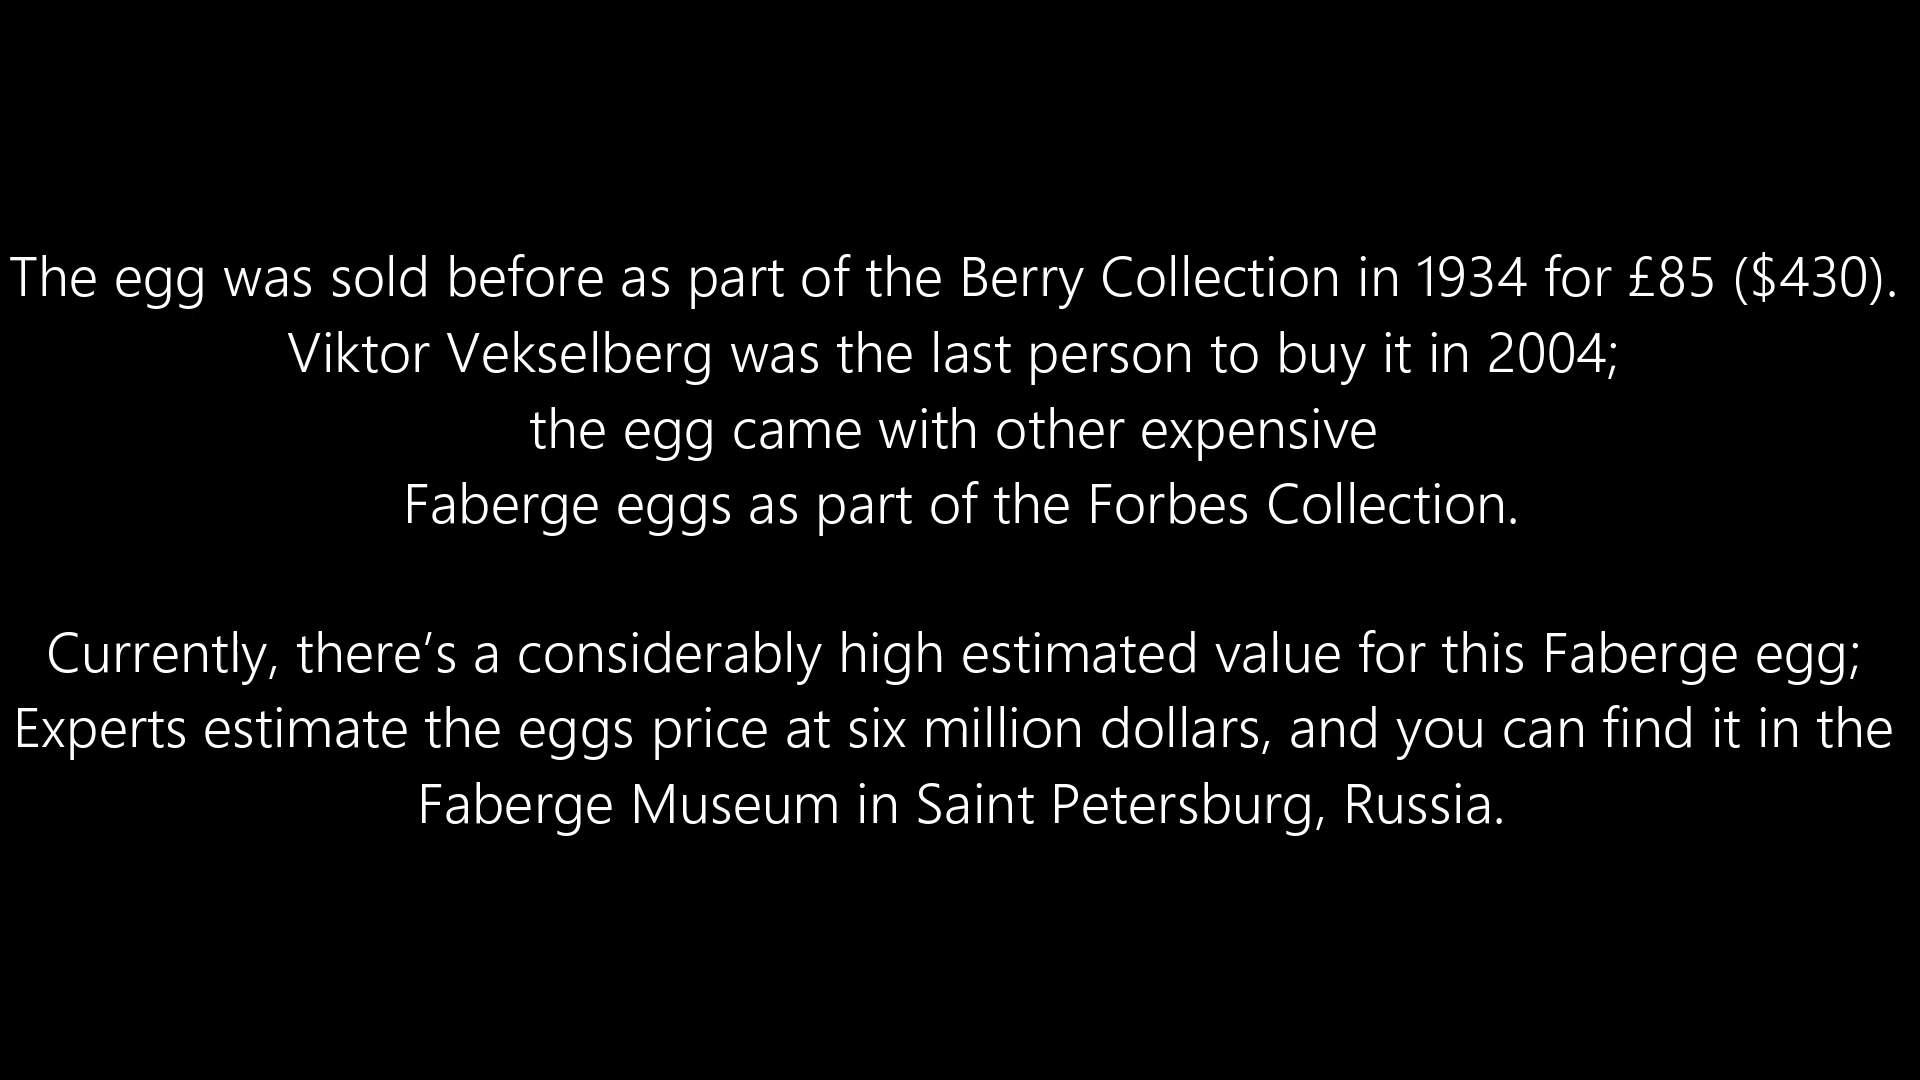 The egg was sold before as part of the Berry Collection in 1934 for £85 ($430).
Viktor Vekselberg was the last person to buy it in 2004;
the egg came with other expensive
Faberge eggs as part of the Forbes Collection.
Currently, there’s a considerably high estimated value for this Faberge egg;
Experts estimate the eggs price at six million dollars, and you can find it in the
Faberge Museum in Saint Petersburg, Russia.